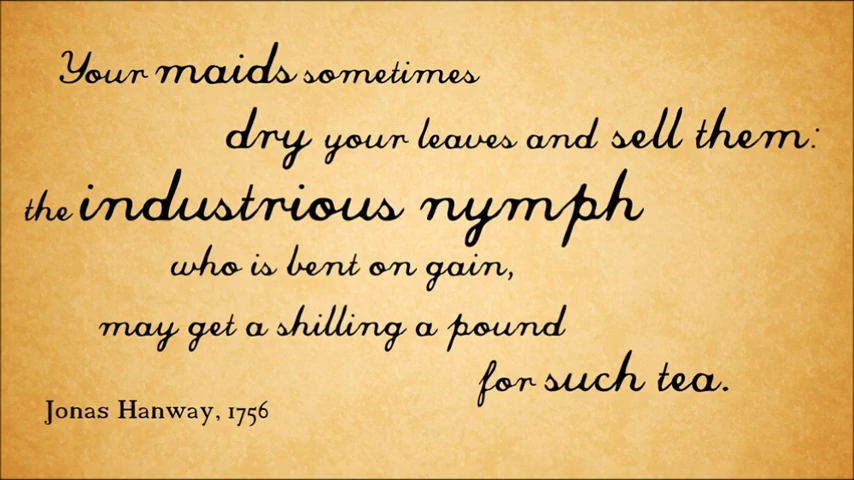 Your maids sometimes
dry your leaves and sell them:
the industrious nymph
who is bent on gain,
may get a shilling a pound
for such tea.
Jonas Hanway, 1756